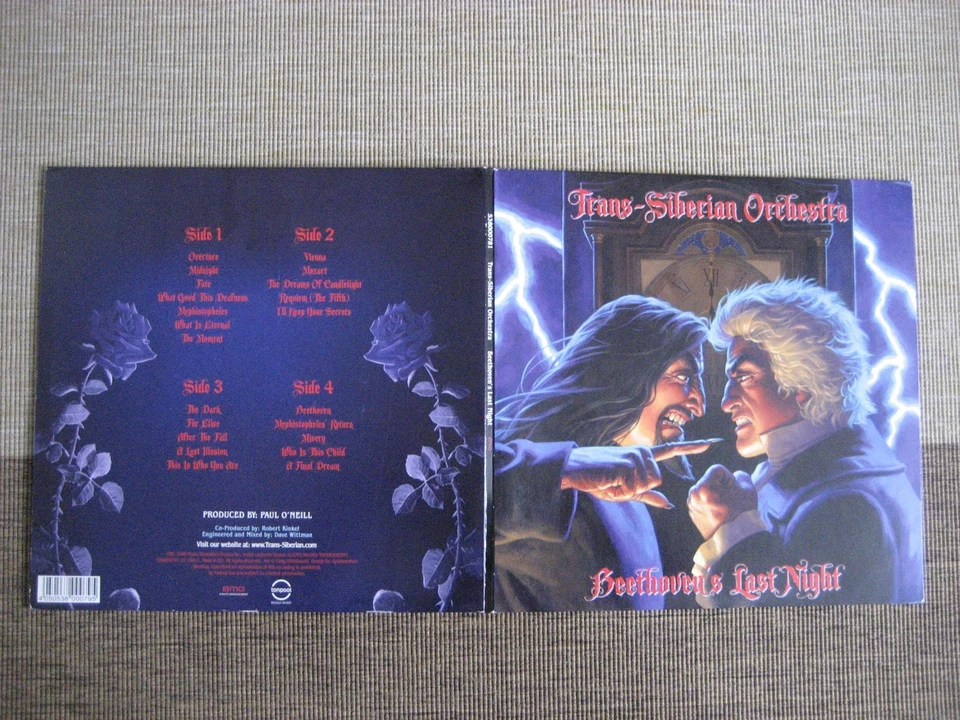 Side 1
Overture
Midnight
Fate
What Good This Deafness
Mephistopheles
What Is Eternal
The Moment
Side 2
Vienna
Mozart
The Dreams Of Candlelight
Requiem (The Fifth)
I'll Keep Your Secrets
Side 3
The Dark
Für Elise
After The Fall
A Last Illusion
This Is Who You Are
Side 4
Beethoven
Mephistopheles Return
Misery
Who Is This Child
A Final Dream
PRODUCED BY: PAUL O'NEILL
Co-Produced by: Robert Kinkel
Engineered and Mixed by: Dave Wittman
Visit our website at: www.Trans-Siberian.com
Trans-Siberian Orchestra Beethoven's Last Night
Trans-Siberian Orchestra
XII
Beethoven's Last Night